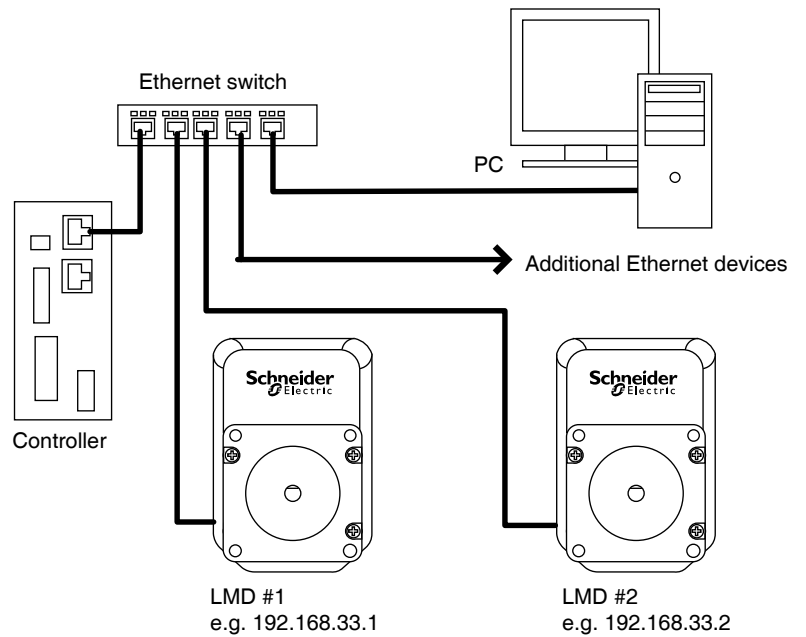 Ethernet switch
PC
Additional Ethernet devices
Controller
Schneider
Electric
Schneider
Electric
LMD #1
e.g. 192.168.33.1
LMD #2
e.g. 192.168.33.2